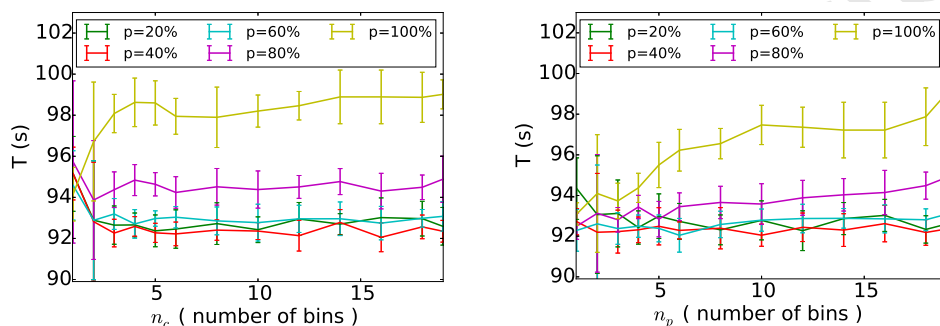 102
100
98
96
94
92
90
T (s)
p=20%
p=40%
p=60%
p=80%
p=100%
5
10
15
n_c ( number of bins )
102
100
98
96
94
92
90
T (s)
p=20%
p=40%
p=60%
p=80%
p=100%
5
10
15
n_p ( number of bins )